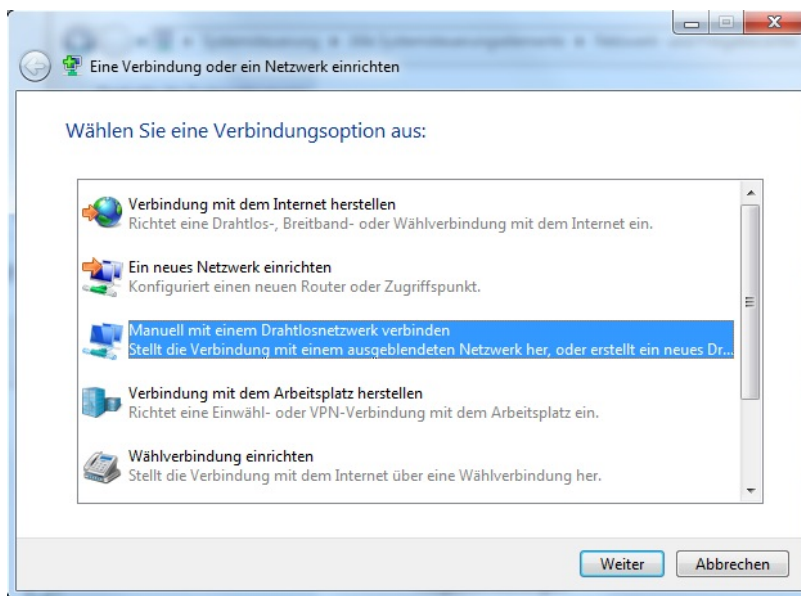 Eine Verbindung oder ein Netzwerk einrichten
Wählen Sie eine Verbindungsoption aus:
Verbindung mit dem Internet herstellen
Richtet eine Drahtlos-, Breitband- oder Wählverbindung mit dem Internet ein.
Ein neues Netzwerk einrichten
Konfiguriert einen neuen Router oder Zugriffspunkt.
Manuell mit einem Drahtlosnetzwerk verbinden
Stellt die Verbindung mit einem ausgeblendeten Netzwerk her, oder erstellt ein neues Dr...
Verbindung mit dem Arbeitsplatz herstellen
Richtet eine Einwähl- oder VPN-Verbindung mit dem Arbeitsplatz ein.
Wählverbindung einrichten
Stellt die Verbindung mit dem Internet über eine Wählverbindung her.
Weiter Abbrechen